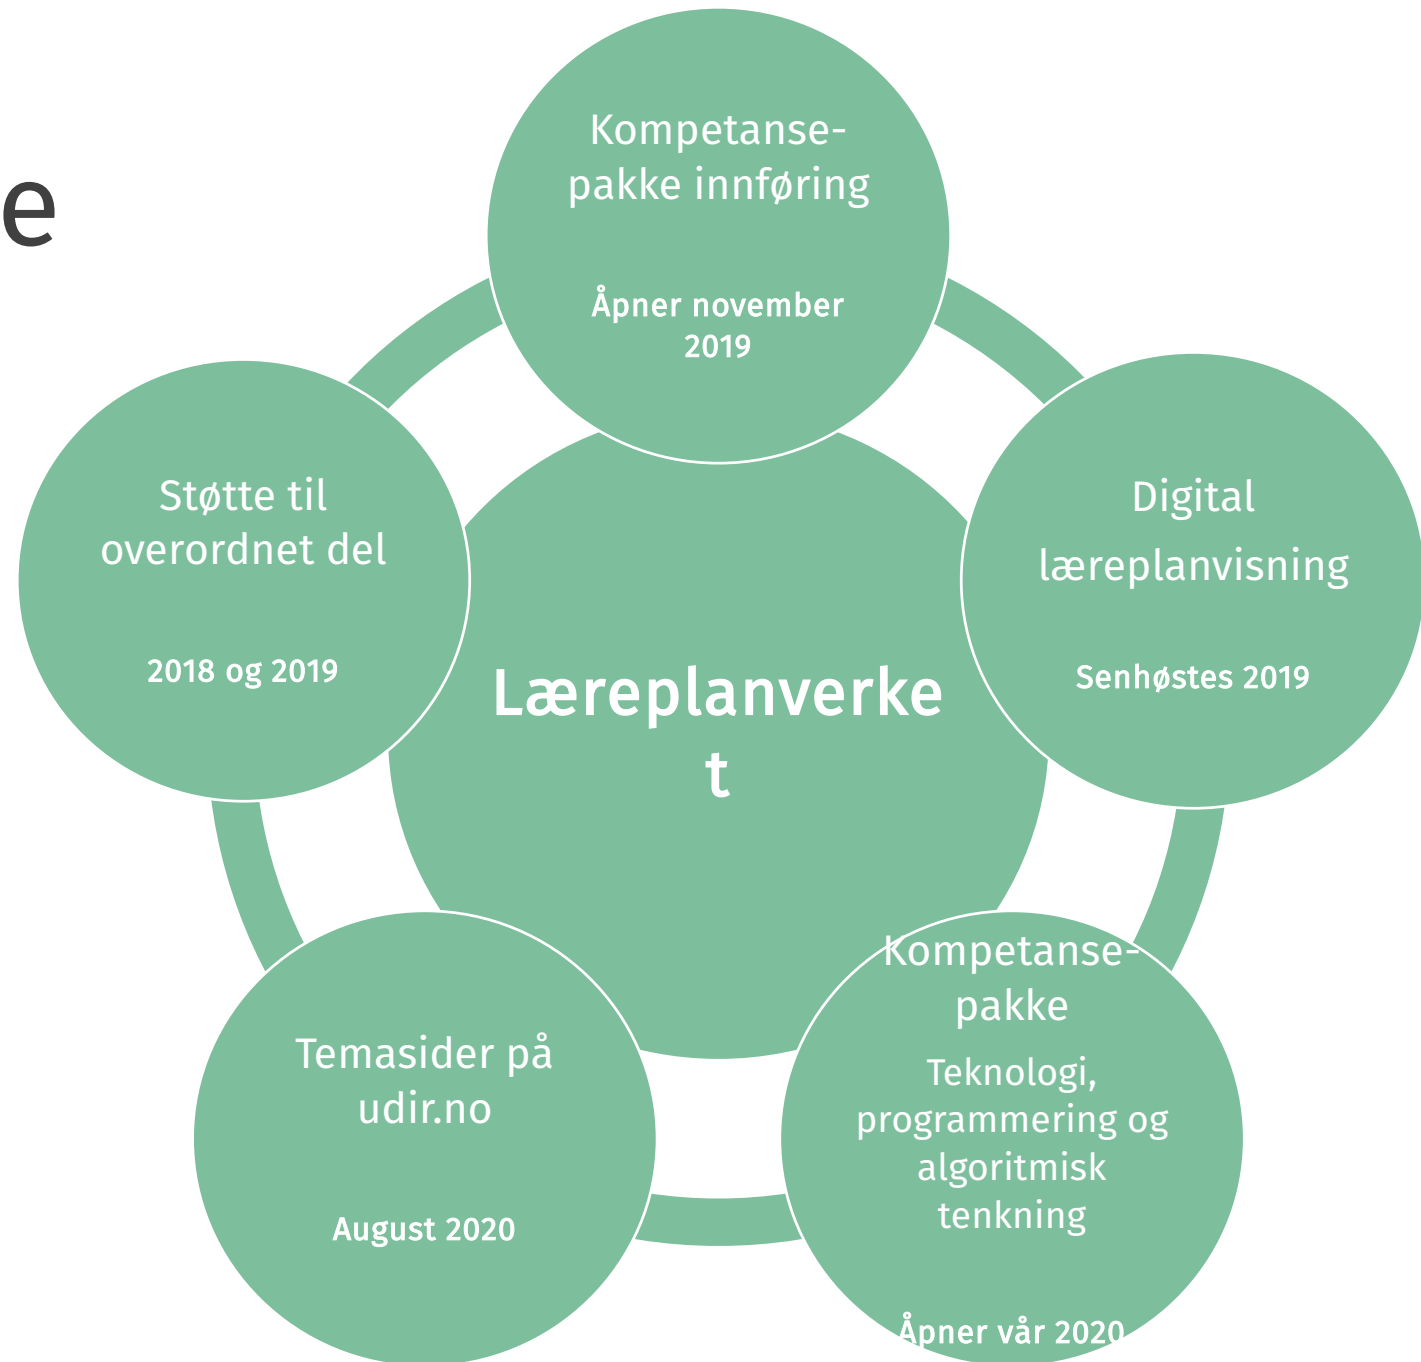 e
Kompetanse-
pakke innføring
Åpner november
2019
Digital
læreplanvisning
Senhøstes 2019
Støtte til
overordnet del
2018 og 2019
Læreplanverke
t
Kompetanse-
pakke
Teknologi,
programmering og
algoritmisk
tenkning
Åpner vår 2020
Temasider på
udir.no
August 2020